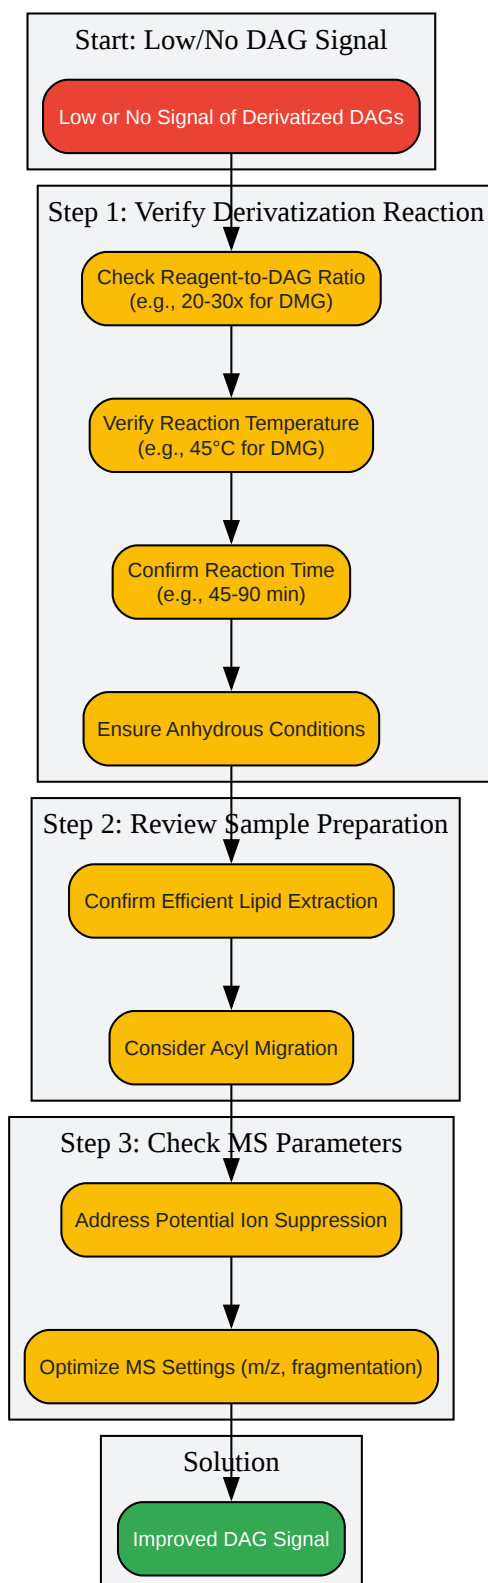 Start: Low/No DAG Signal
Low or No Signal of Derivatized DAGs
Step 1: Verify Derivatization Reaction
Check Reagent-to-DAG Ratio
(e.g., 20-30x for DMG)
Verify Reaction Temperature
(e.g., 45°C for DMG)
Confirm Reaction Time
(e.g., 45-90 min)
Ensure Anhydrous Conditions
Step 2: Review Sample Preparation
Confirm Efficient Lipid Extraction
Consider Acyl Migration
Step 3: Check MS Parameters
Address Potential Ion Suppression
Optimize MS Settings (m/z, fragmentation)
Solution
Improved DAG Signal